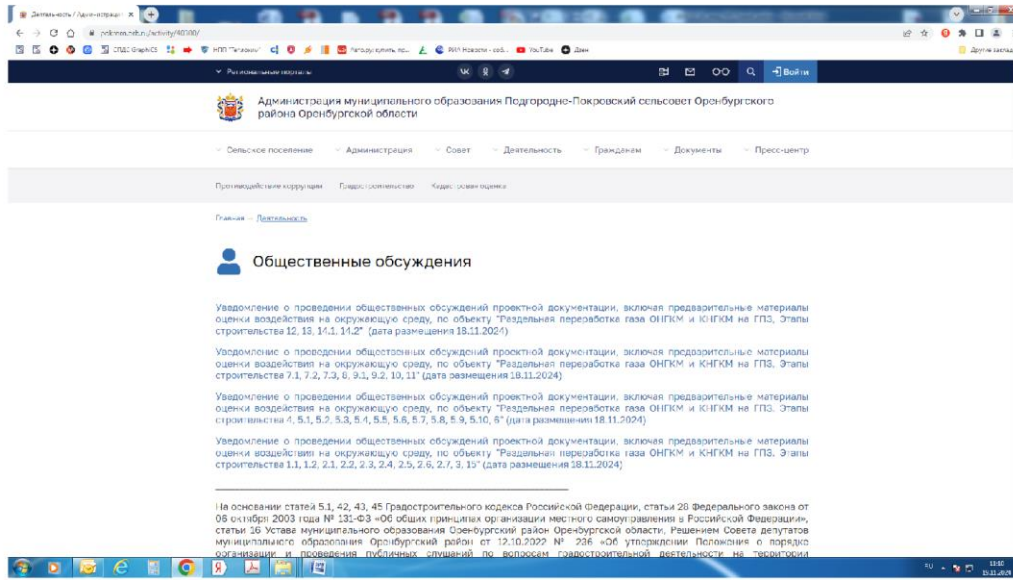 Деятельность / Администрац
pokrovo.orb.ru/activity/40380/
СПДС GraphiCS
НПП "Гипозоны"
РИА Новости - соб...
YouTube
Дзен
Другие заклад
Региональные порталы
Войти
Администрация муниципального образования Подгородне-Покровский сельсовет Оренбургского
района Оренбургской области
Сельское поселение
Администрация
Совет
Деятельность
Гражданам
Документы
Пресс-центр
Противодействие коррупции
Градостроительство
Кадастровая оценка
Главная — Деятельность
Общественные обсуждения
Уведомление о проведении общественных обсуждений проектной документации, включая предварительные материалы
оценки воздействия на окружающую среду, по объекту "Раздельная переработка газа ОНГКМ и КНГКМ на ГПЗ. Этапы
строительства 12, 13, 14.1, 14.2" (дата размещения 18.11.2024)
Уведомление о проведении общественных обсуждений проектной документации, включая предварительные материалы
оценки воздействия на окружающую среду, по объекту "Раздельная переработка газа ОНГКМ и КНГКМ на ГПЗ. Этапы
строительства 7.1, 7.2, 7.3, 8, 9.1, 9.2, 10, 11" (дата размещения 18.11.2024)
Уведомление о проведении общественных обсуждений проектной документации, включая предварительные материалы
оценки воздействия на окружающую среду, по объекту "Раздельная переработка газа ОНГКМ и КНГКМ на ГПЗ. Этапы
строительства 4, 5.1, 5.2, 5.3, 5.4, 5.5, 5.6, 5.7, 5.8, 5.9, 5.10, 6" (дата размещения 18.11.2024)
Уведомление о проведении общественных обсуждений проектной документации, включая предварительные материалы
оценки воздействия на окружающую среду, по объекту "Раздельная переработка газа ОНГКМ и КНГКМ на ГПЗ. Этапы
строительства 1.1, 1.2, 2.1, 2.2, 2.3, 2.4, 2.5, 2.6, 2.7, 3, 15" (дата размещения 18.11.2024)
На основании статей 5.1, 42, 43, 45 Градостроительного кодекса Российской Федерации, статьи 28 Федерального закона от
06 октября 2003 года № 131-ФЗ «Об общих принципах организации местного самоуправления в Российской Федерации»,
статьи 16 Устава муниципального образования Оренбургский район Оренбургской области, Решением Совета депутатов
муниципального образования Оренбургский район от 12.10.2022 № 236 «Об утверждении Положения о порядке
организации и проведения публичных слушаний по вопросам градостроительной деятельности на территории